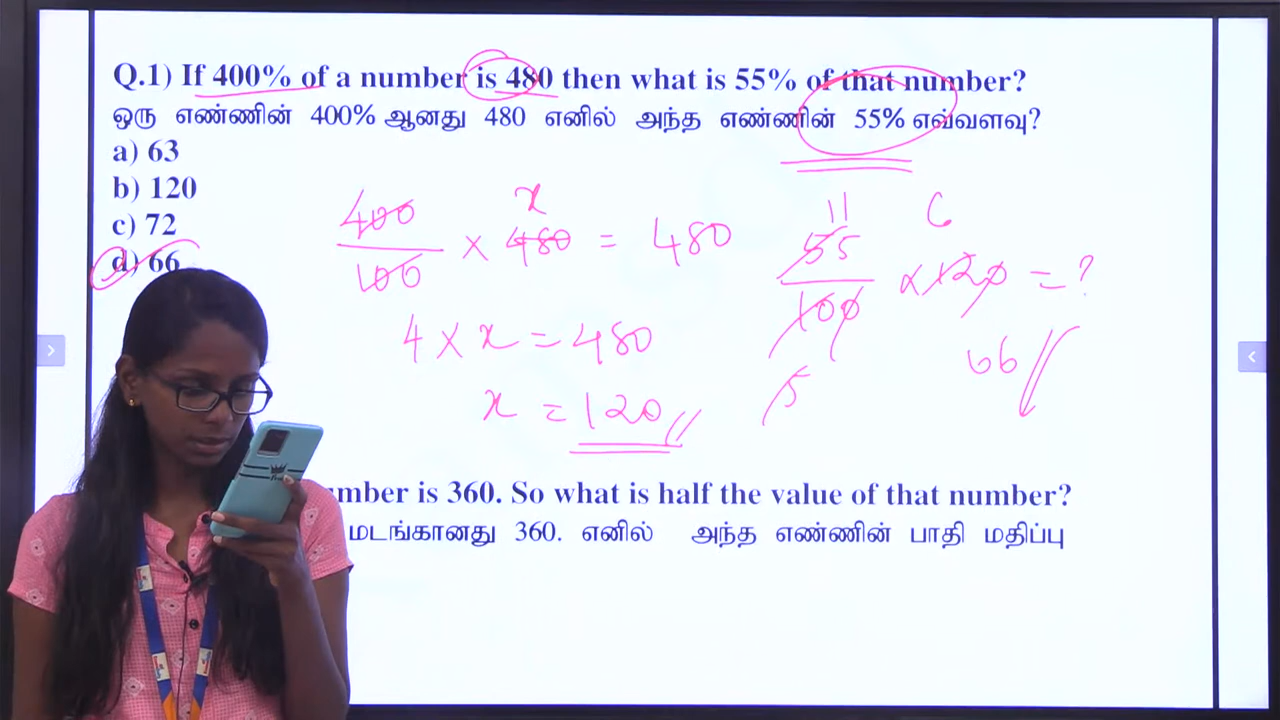 Q.1) If 400% of a number is 480 then what is 55% of that number?
ஒரு எண்ணின் 400% ஆனது 480 எனில் அந்த எண்ணின் 55% எவ்வளவு?
a) 63
b) 120
c) 72
d) 66
x
400/100 × 480 = 480
4 × x = 480
x = 120
11 6
55/100 × 120 = ?
5
66
mber is 360. So what is half the value of that number?
மடங்கானது 360. எனில் அந்த எண்ணின் பாதி மதிப்பு